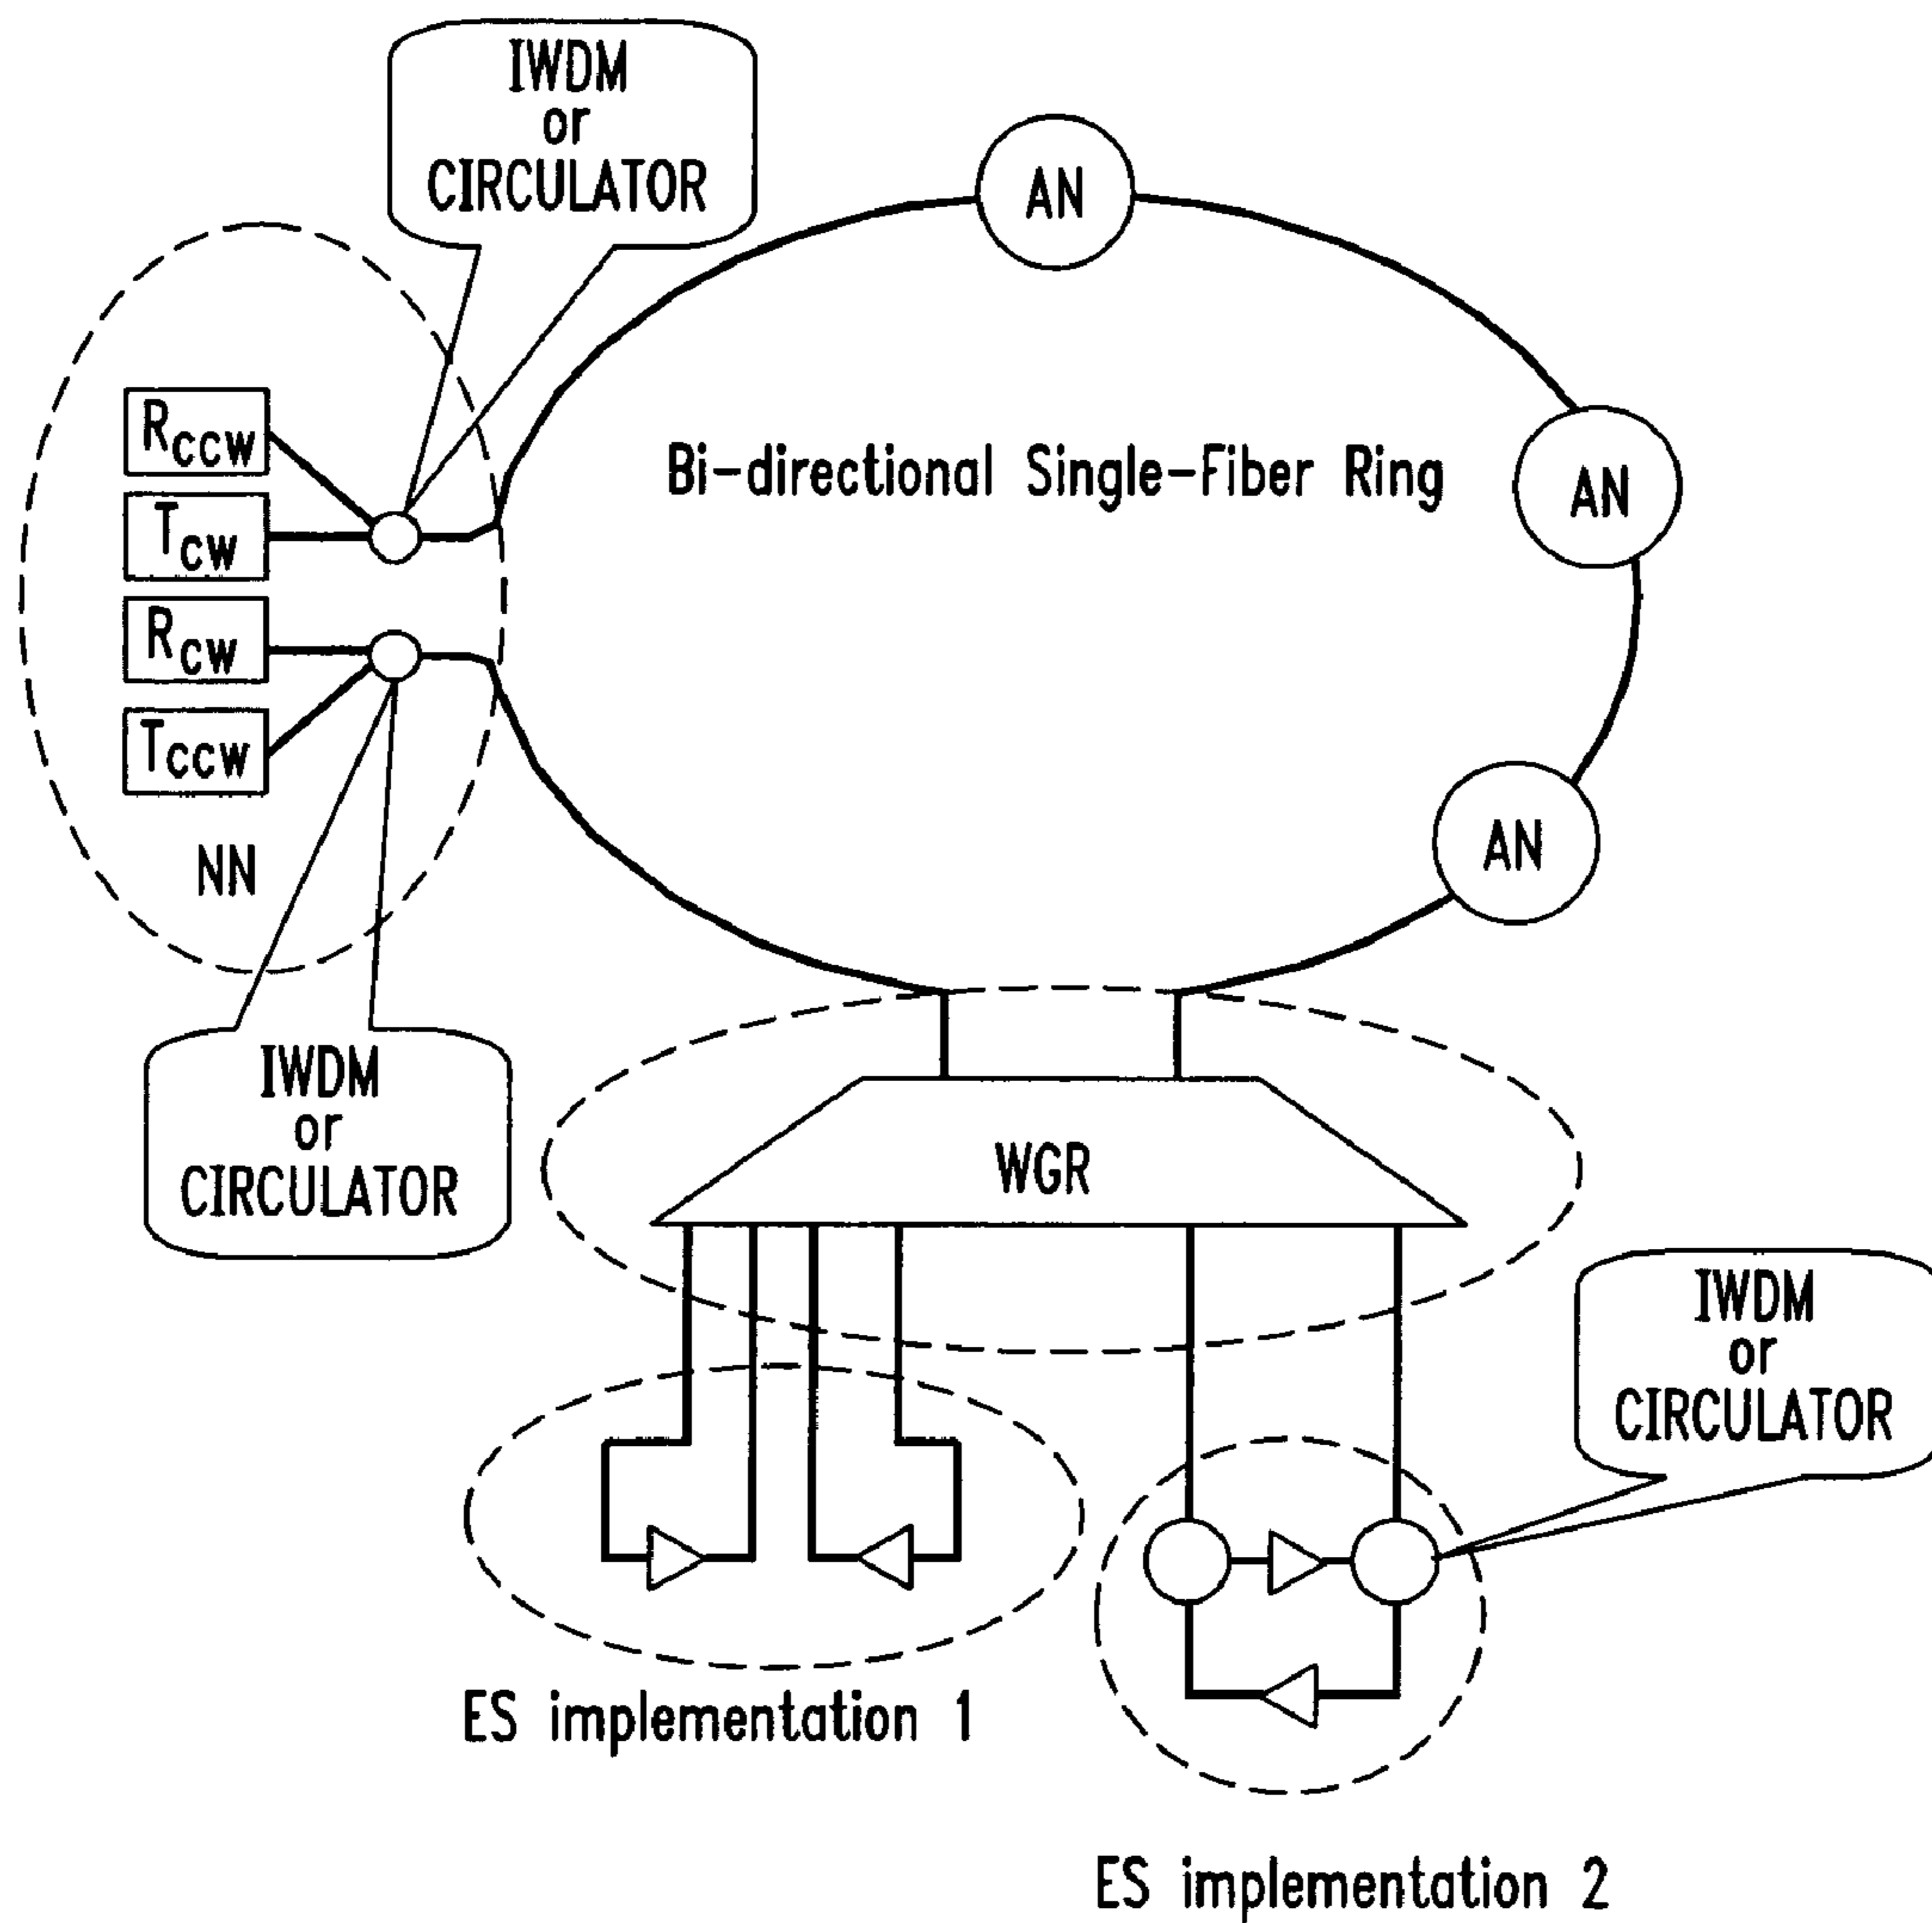 IWDM
or
CIRCULATOR
AN
Bi-directional Single-Fiber Ring
AN
RCCW
TCW
RCW
TCCW
NN
AN
IWDM
or
CIRCULATOR
WGR
IWDM
or
CIRCULATOR
ES implementation 1
ES implementation 2